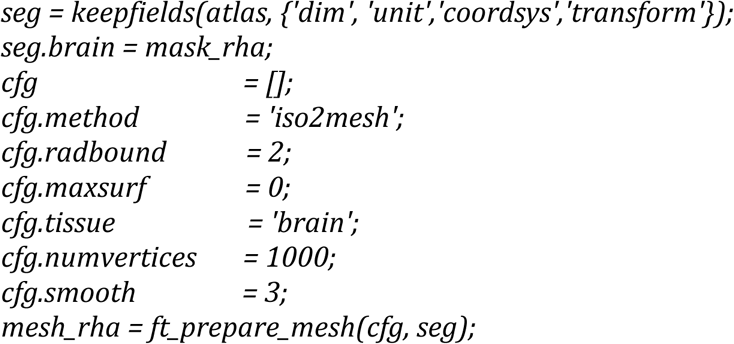 seg = keepfields(atlas, {'dim', 'unit','coordsys','transform'});
seg.brain = mask_rha;
cfg = [];
cfg.method = 'iso2mesh';
cfg.radbound = 2;
cfg.maxsurf = 0;
cfg.tissue = 'brain';
cfg.numvertices = 1000;
cfg.smooth = 3;
mesh_rha = ft_prepare_mesh(cfg, seg);